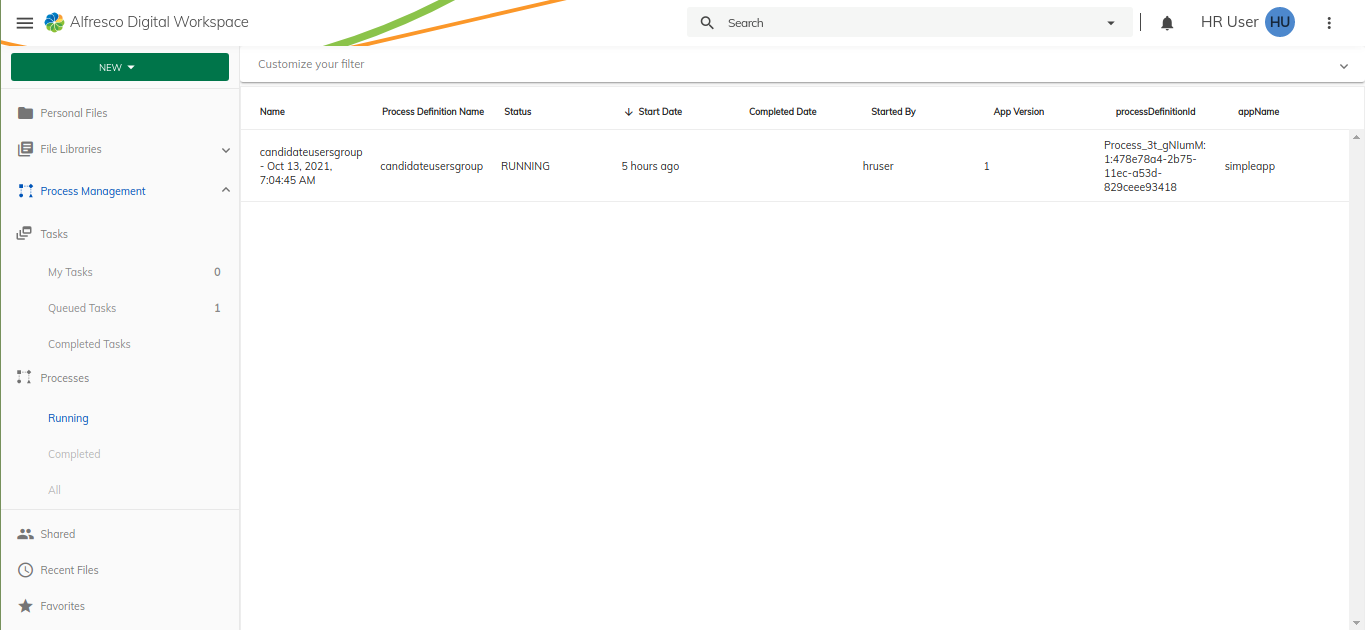 Alfresco Digital Workspace
Search
HR User
HU
NEW
Customize your filter
Personal Files
File Libraries
Process Management
Tasks
My Tasks 0
Queued Tasks 1
Completed Tasks
Processes
Running
Completed
All
Shared
Recent Files
Favorites
Name Process Definition Name Status Start Date Completed Date Started By App Version processDefinitionId appName
candidateusersgroup
- Oct 13, 2021,
7:04:45 AM
candidateusersgroup
RUNNING
5 hours ago
hruser
1
Process_3t_gNlumM:
1:478e78a4-2b75-
11ec-a53d-
829ceee93418
simpleapp